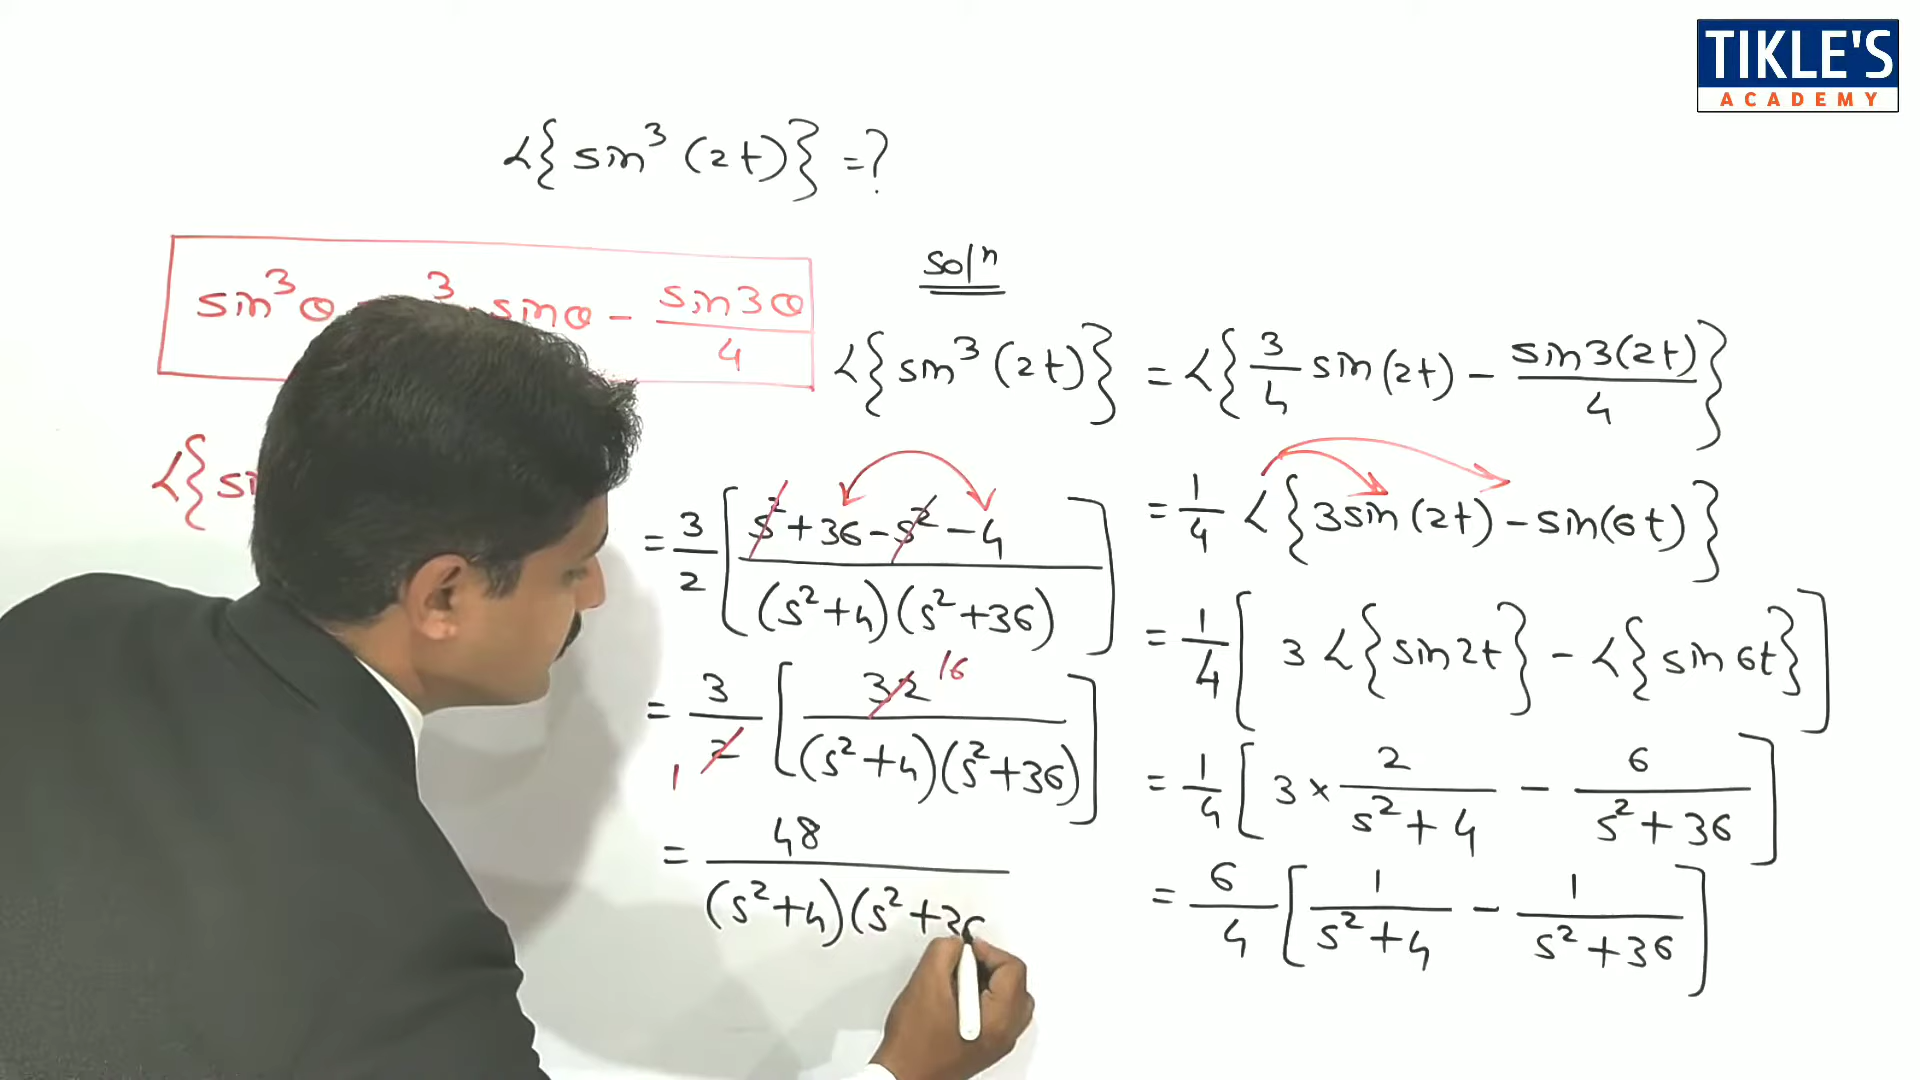 TIKLE'S
ACADEMY
L{sin³(2t)} =?
sin³θ 3 sinθ - sin3θ/4
Solⁿ
L{sin³(2t)} = L{3/4 sin(2t) - sin3(2t)/4}
= 1/4 L{3sin(2t) - sin(6t)}
= 1/4 [3 L{sin2t} - L{sin6t}]
= 1/4 [3 × 2/(s²+4) - 6/(s²+36)]
= 6/4 [1/(s²+4) - 1/(s²+36)]
L{si
= 3/2 [(s²+36-s²-4)/((s²+4)(s²+36))]
= 3/2 [32/((s²+4)(s²+36))] 16 1
= 48/((s²+4)(s²+36